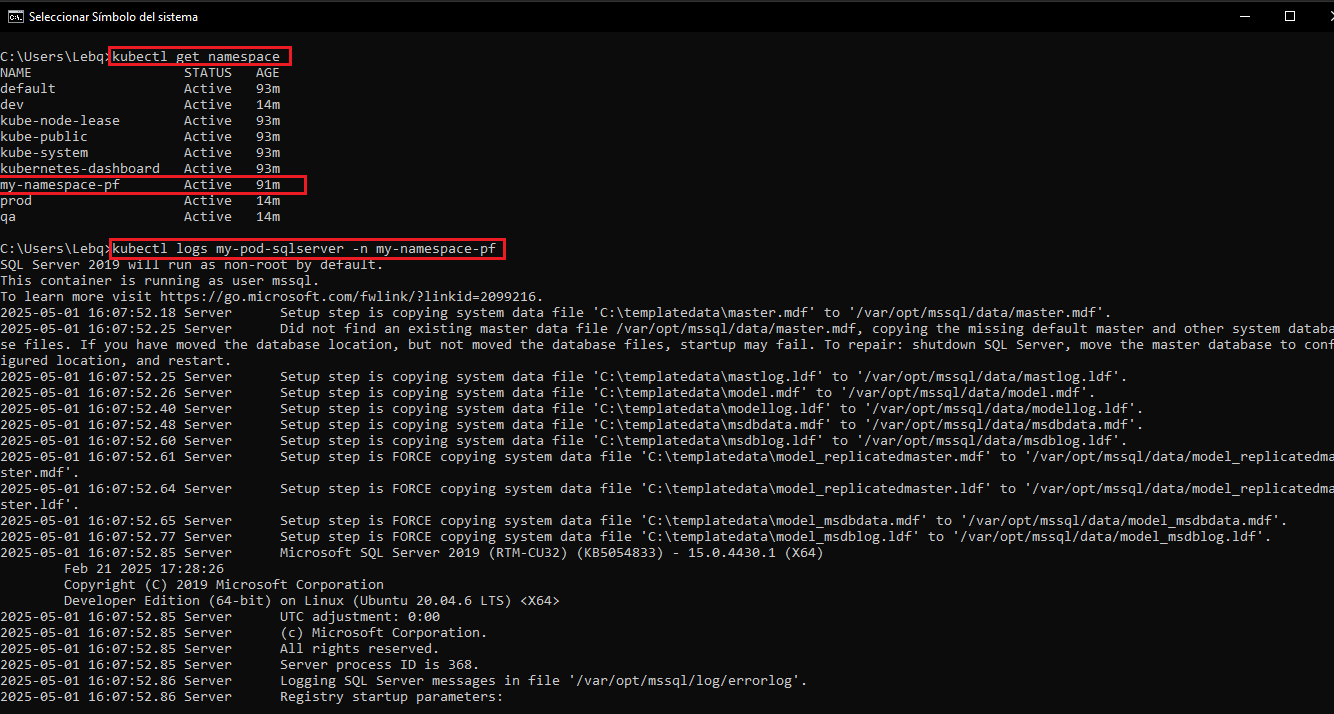 Seleccionar Símbolo del sistema
C:\Users\Lebq>kubectl get namespace
NAME                   STATUS   AGE
default                Active   93m
dev                    Active   14m
kube-node-lease        Active   93m
kube-public            Active   93m
kube-system            Active   93m
kubernetes-dashboard   Active   93m
my-namespace-pf        Active   91m
prod                   Active   14m
qa                     Active   14m
C:\Users\Lebq>kubectl logs my-pod-sqlserver -n my-namespace-pf
SQL Server 2019 will run as non-root by default.
This container is running as user mssql.
To learn more visit https://go.microsoft.com/fwlink/?linkid=2099216.
2025-05-01 16:07:52.18 Server      Setup step is copying system data file 'C:\templatedata\master.mdf' to '/var/opt/mssql/data/master.mdf'.
2025-05-01 16:07:52.25 Server      Did not find an existing master data file /var/opt/mssql/data/master.mdf, copying the missing default master and other system databa
se files. If you have moved the database location, but not moved the database files, startup may fail. To repair: shutdown SQL Server, move the master database to conf
igured location, and restart.
2025-05-01 16:07:52.25 Server      Setup step is copying system data file 'C:\templatedata\mastlog.ldf' to '/var/opt/mssql/data/mastlog.ldf'.
2025-05-01 16:07:52.26 Server      Setup step is copying system data file 'C:\templatedata\model.mdf' to '/var/opt/mssql/data/model.mdf'.
2025-05-01 16:07:52.40 Server      Setup step is copying system data file 'C:\templatedata\modellog.ldf' to '/var/opt/mssql/data/modellog.ldf'.
2025-05-01 16:07:52.48 Server      Setup step is copying system data file 'C:\templatedata\msdbdata.mdf' to '/var/opt/mssql/data/msdbdata.mdf'.
2025-05-01 16:07:52.60 Server      Setup step is copying system data file 'C:\templatedata\msdblog.ldf' to '/var/opt/mssql/data/msdblog.ldf'.
2025-05-01 16:07:52.61 Server      Setup step is FORCE copying system data file 'C:\templatedata\model_replicatedmaster.mdf' to '/var/opt/mssql/data/model_replicatedma
ster.mdf'.
2025-05-01 16:07:52.64 Server      Setup step is FORCE copying system data file 'C:\templatedata\model_replicatedmaster.ldf' to '/var/opt/mssql/data/model_replicatedma
ster.ldf'.
2025-05-01 16:07:52.65 Server      Setup step is FORCE copying system data file 'C:\templatedata\model_msdbdata.mdf' to '/var/opt/mssql/data/model_msdbdata.mdf'.
2025-05-01 16:07:52.77 Server      Setup step is FORCE copying system data file 'C:\templatedata\model_msdblog.ldf' to '/var/opt/mssql/data/model_msdblog.ldf'.
2025-05-01 16:07:52.85 Server      Microsoft SQL Server 2019 (RTM-CU32) (KB5054833) - 15.0.4430.1 (X64)
        Feb 21 2025 17:28:26
        Copyright (C) 2019 Microsoft Corporation
        Developer Edition (64-bit) on Linux (Ubuntu 20.04.6 LTS) <X64>
2025-05-01 16:07:52.85 Server      UTC adjustment: 0:00
2025-05-01 16:07:52.85 Server      (c) Microsoft Corporation.
2025-05-01 16:07:52.85 Server      All rights reserved.
2025-05-01 16:07:52.85 Server      Server process ID is 368.
2025-05-01 16:07:52.86 Server      Logging SQL Server messages in file '/var/opt/mssql/log/errorlog'.
2025-05-01 16:07:52.86 Server      Registry startup parameters: